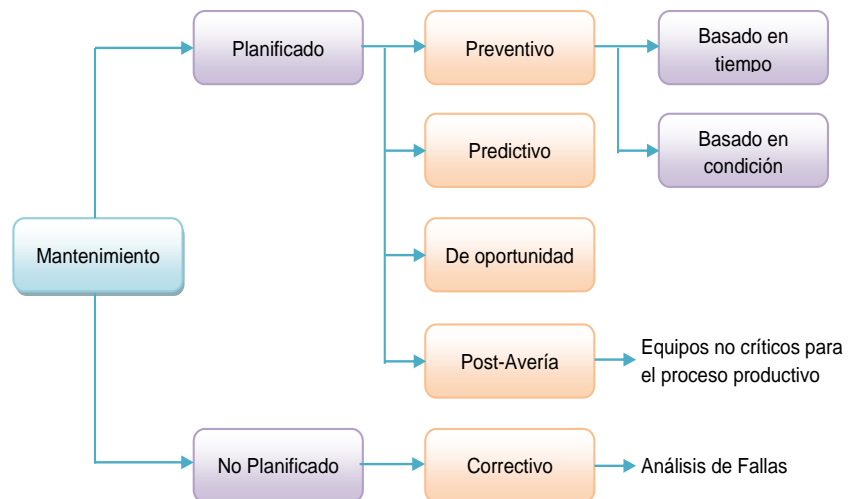 Planificado
Preventivo
Basado en
tiempo
Predictivo
Basado en
condición
Mantenimiento
De oportunidad
Post-Avería
Equipos no críticos para
el proceso productivo
No Planificado
Correctivo
Análisis de Fallas